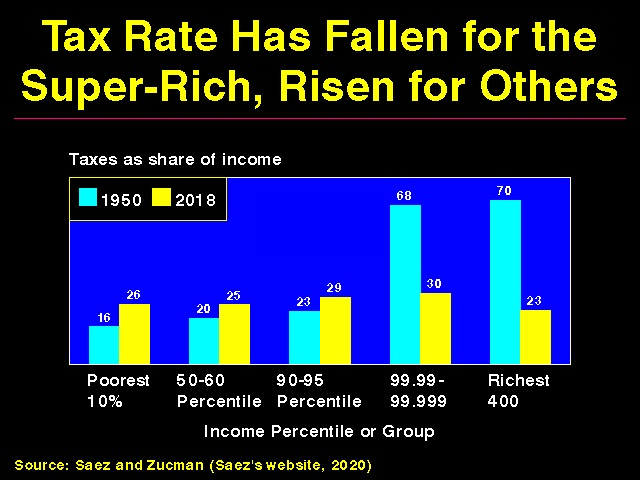 Tax Rate Has Fallen for the
Super-Rich, Risen for Others
Taxes as share of income
1950 2018
16 26 20 25 23 29 68 30 70 23
Poorest 50-60 90-95 99.99- Richest
10% Percentile Percentile 99.999 400
Income Percentile or Group
Source: Saez and Zucman (Saez's website, 2020)